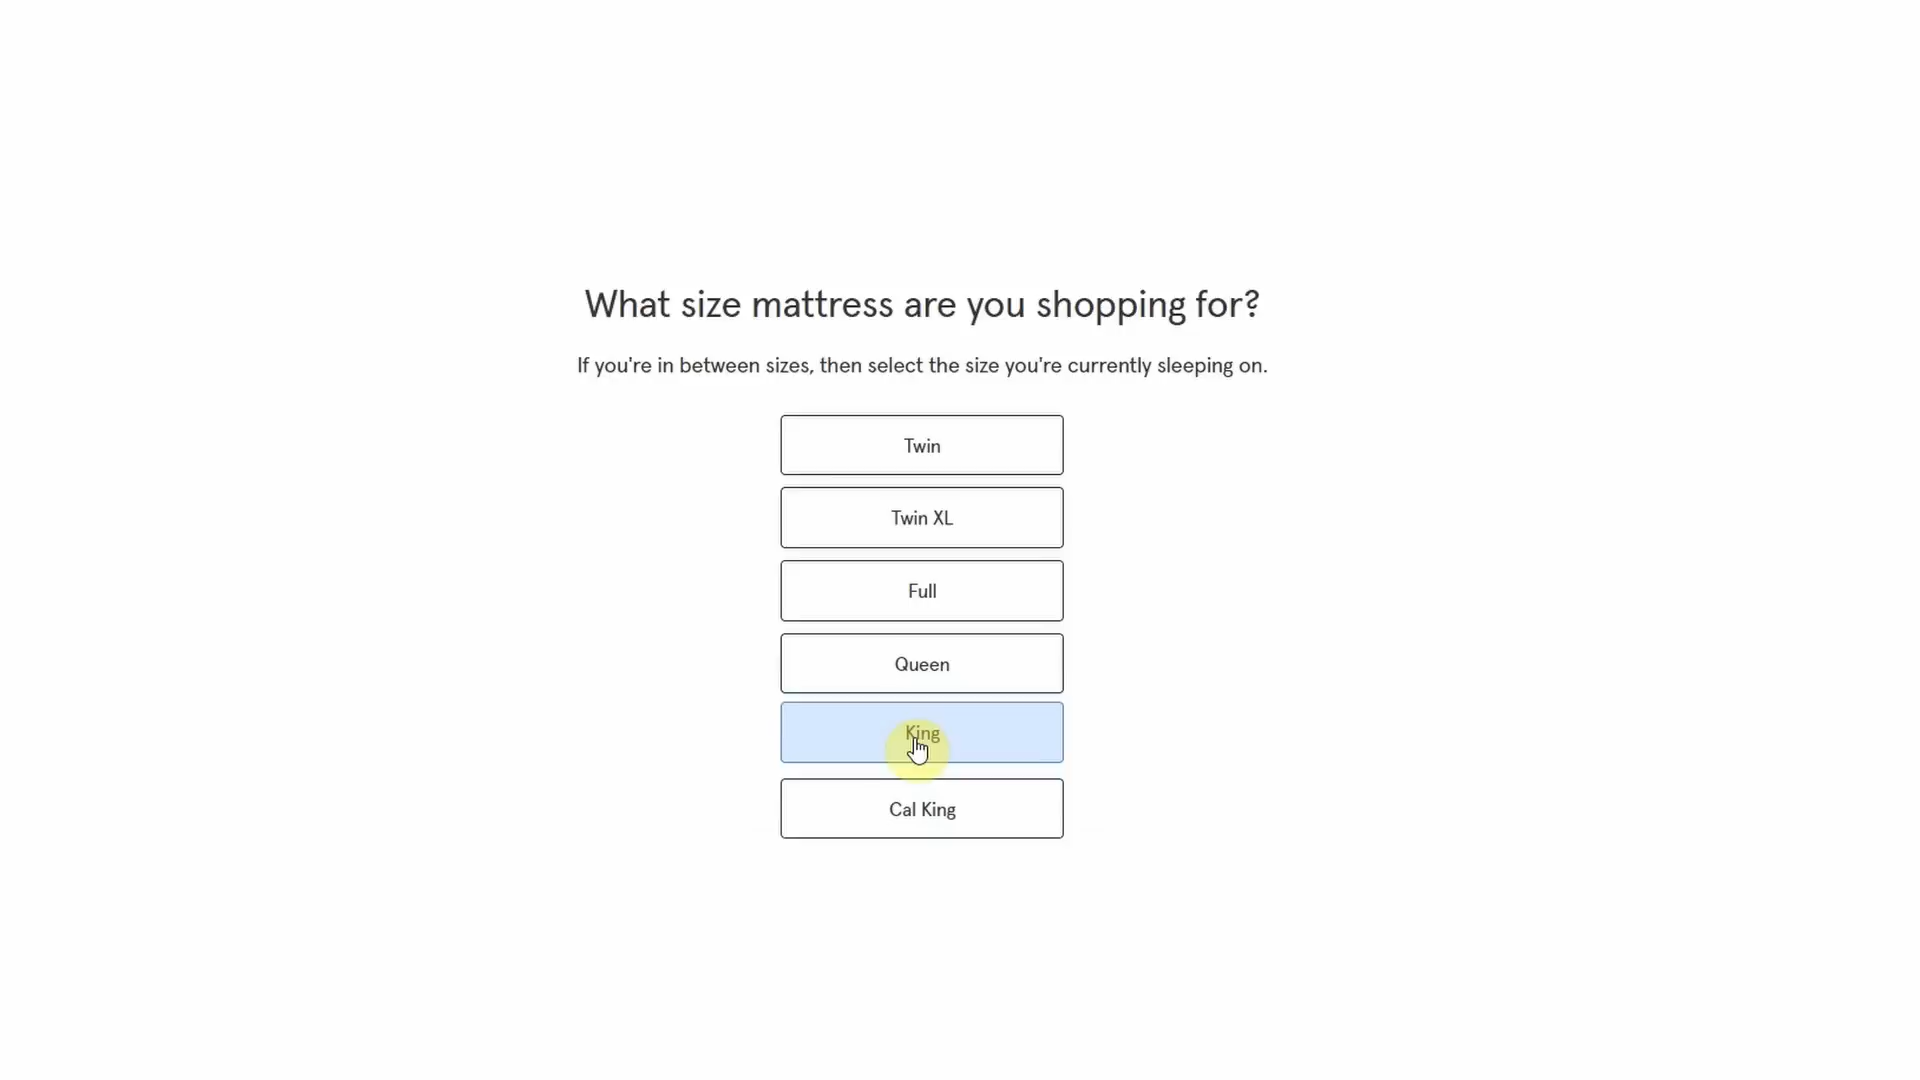 What size mattress are you shopping for?
If you're in between sizes, then select the size you're currently sleeping on.
Twin
Twin XL
Full
Queen
King
Cal King